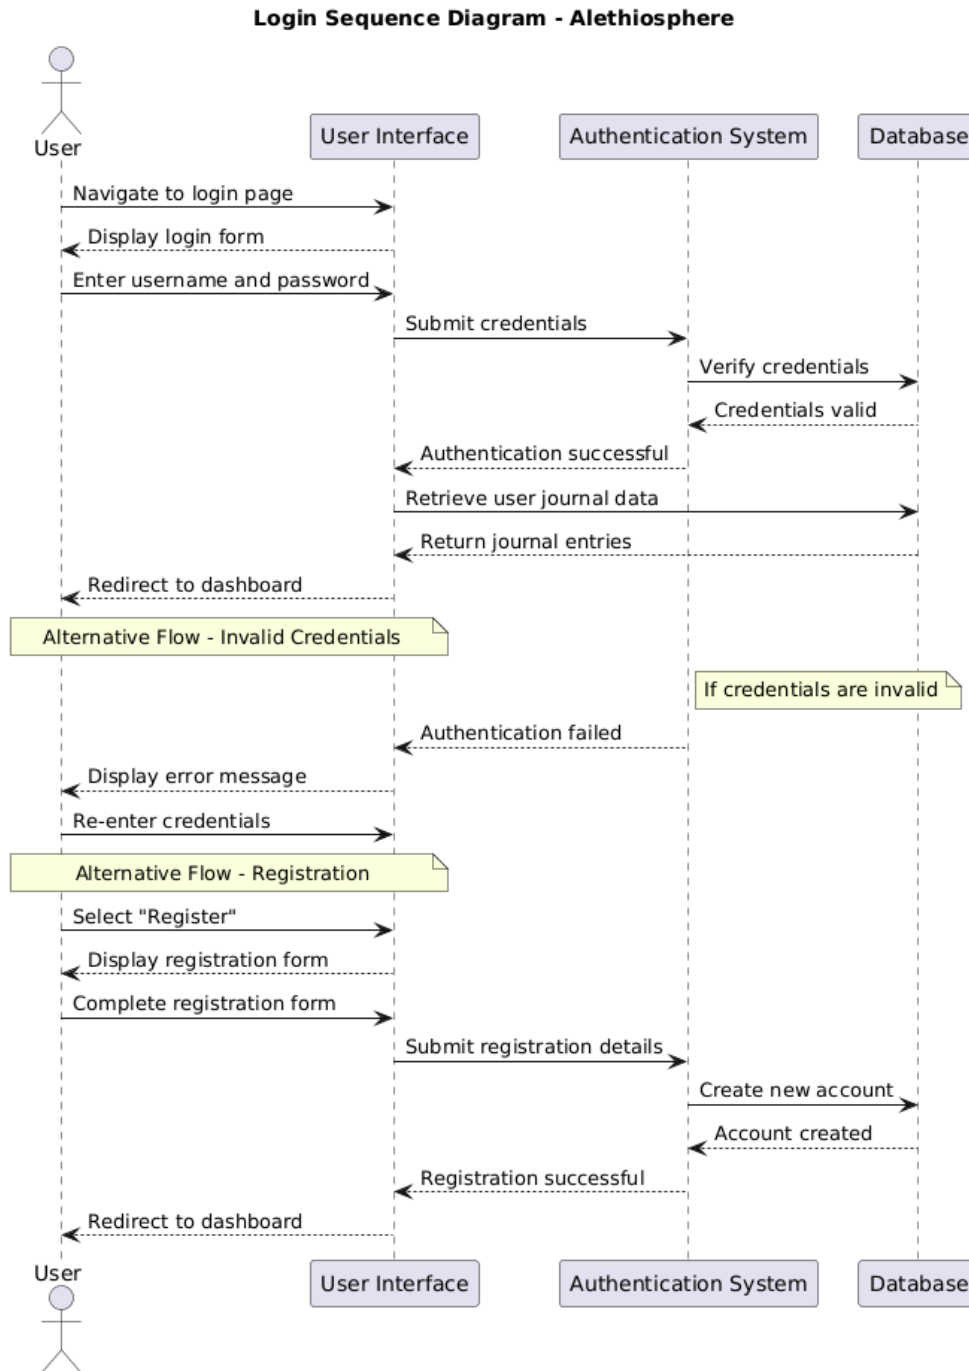 Login Sequence Diagram - Alethiosphere
User
User Interface
Authentication System
Database
Navigate to login page
Display login form
Enter username and password
Submit credentials
Verify credentials
Credentials valid
Authentication successful
Retrieve user journal data
Return journal entries
Redirect to dashboard
Alternative Flow - Invalid Credentials
If credentials are invalid
Authentication failed
Display error message
Re-enter credentials
Alternative Flow - Registration
Select "Register"
Display registration form
Complete registration form
Submit registration details
Create new account
Account created
Registration successful
Redirect to dashboard
User
User Interface
Authentication System
Database